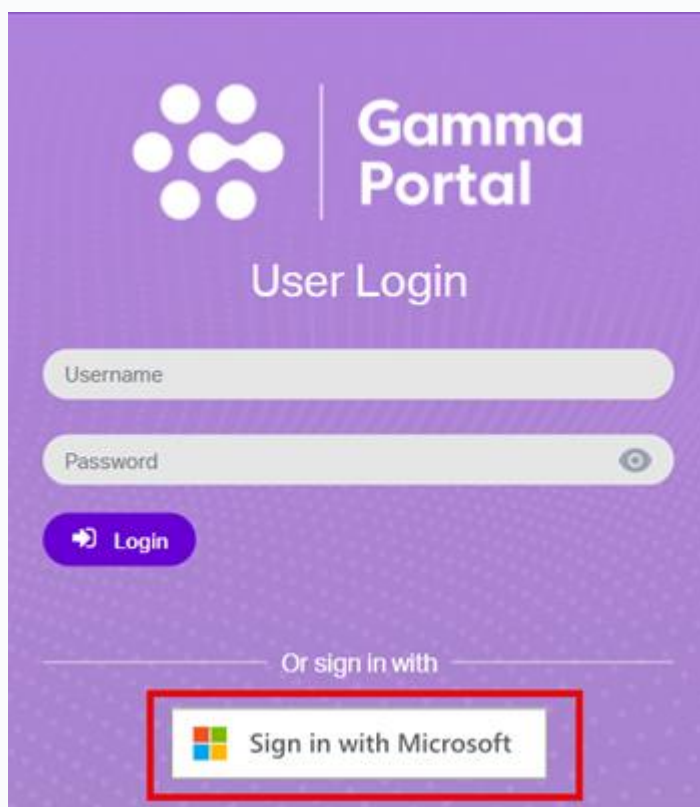 Gamma
Portal
User Login
Username
Password
Login
Or sign in with
Sign in with Microsoft